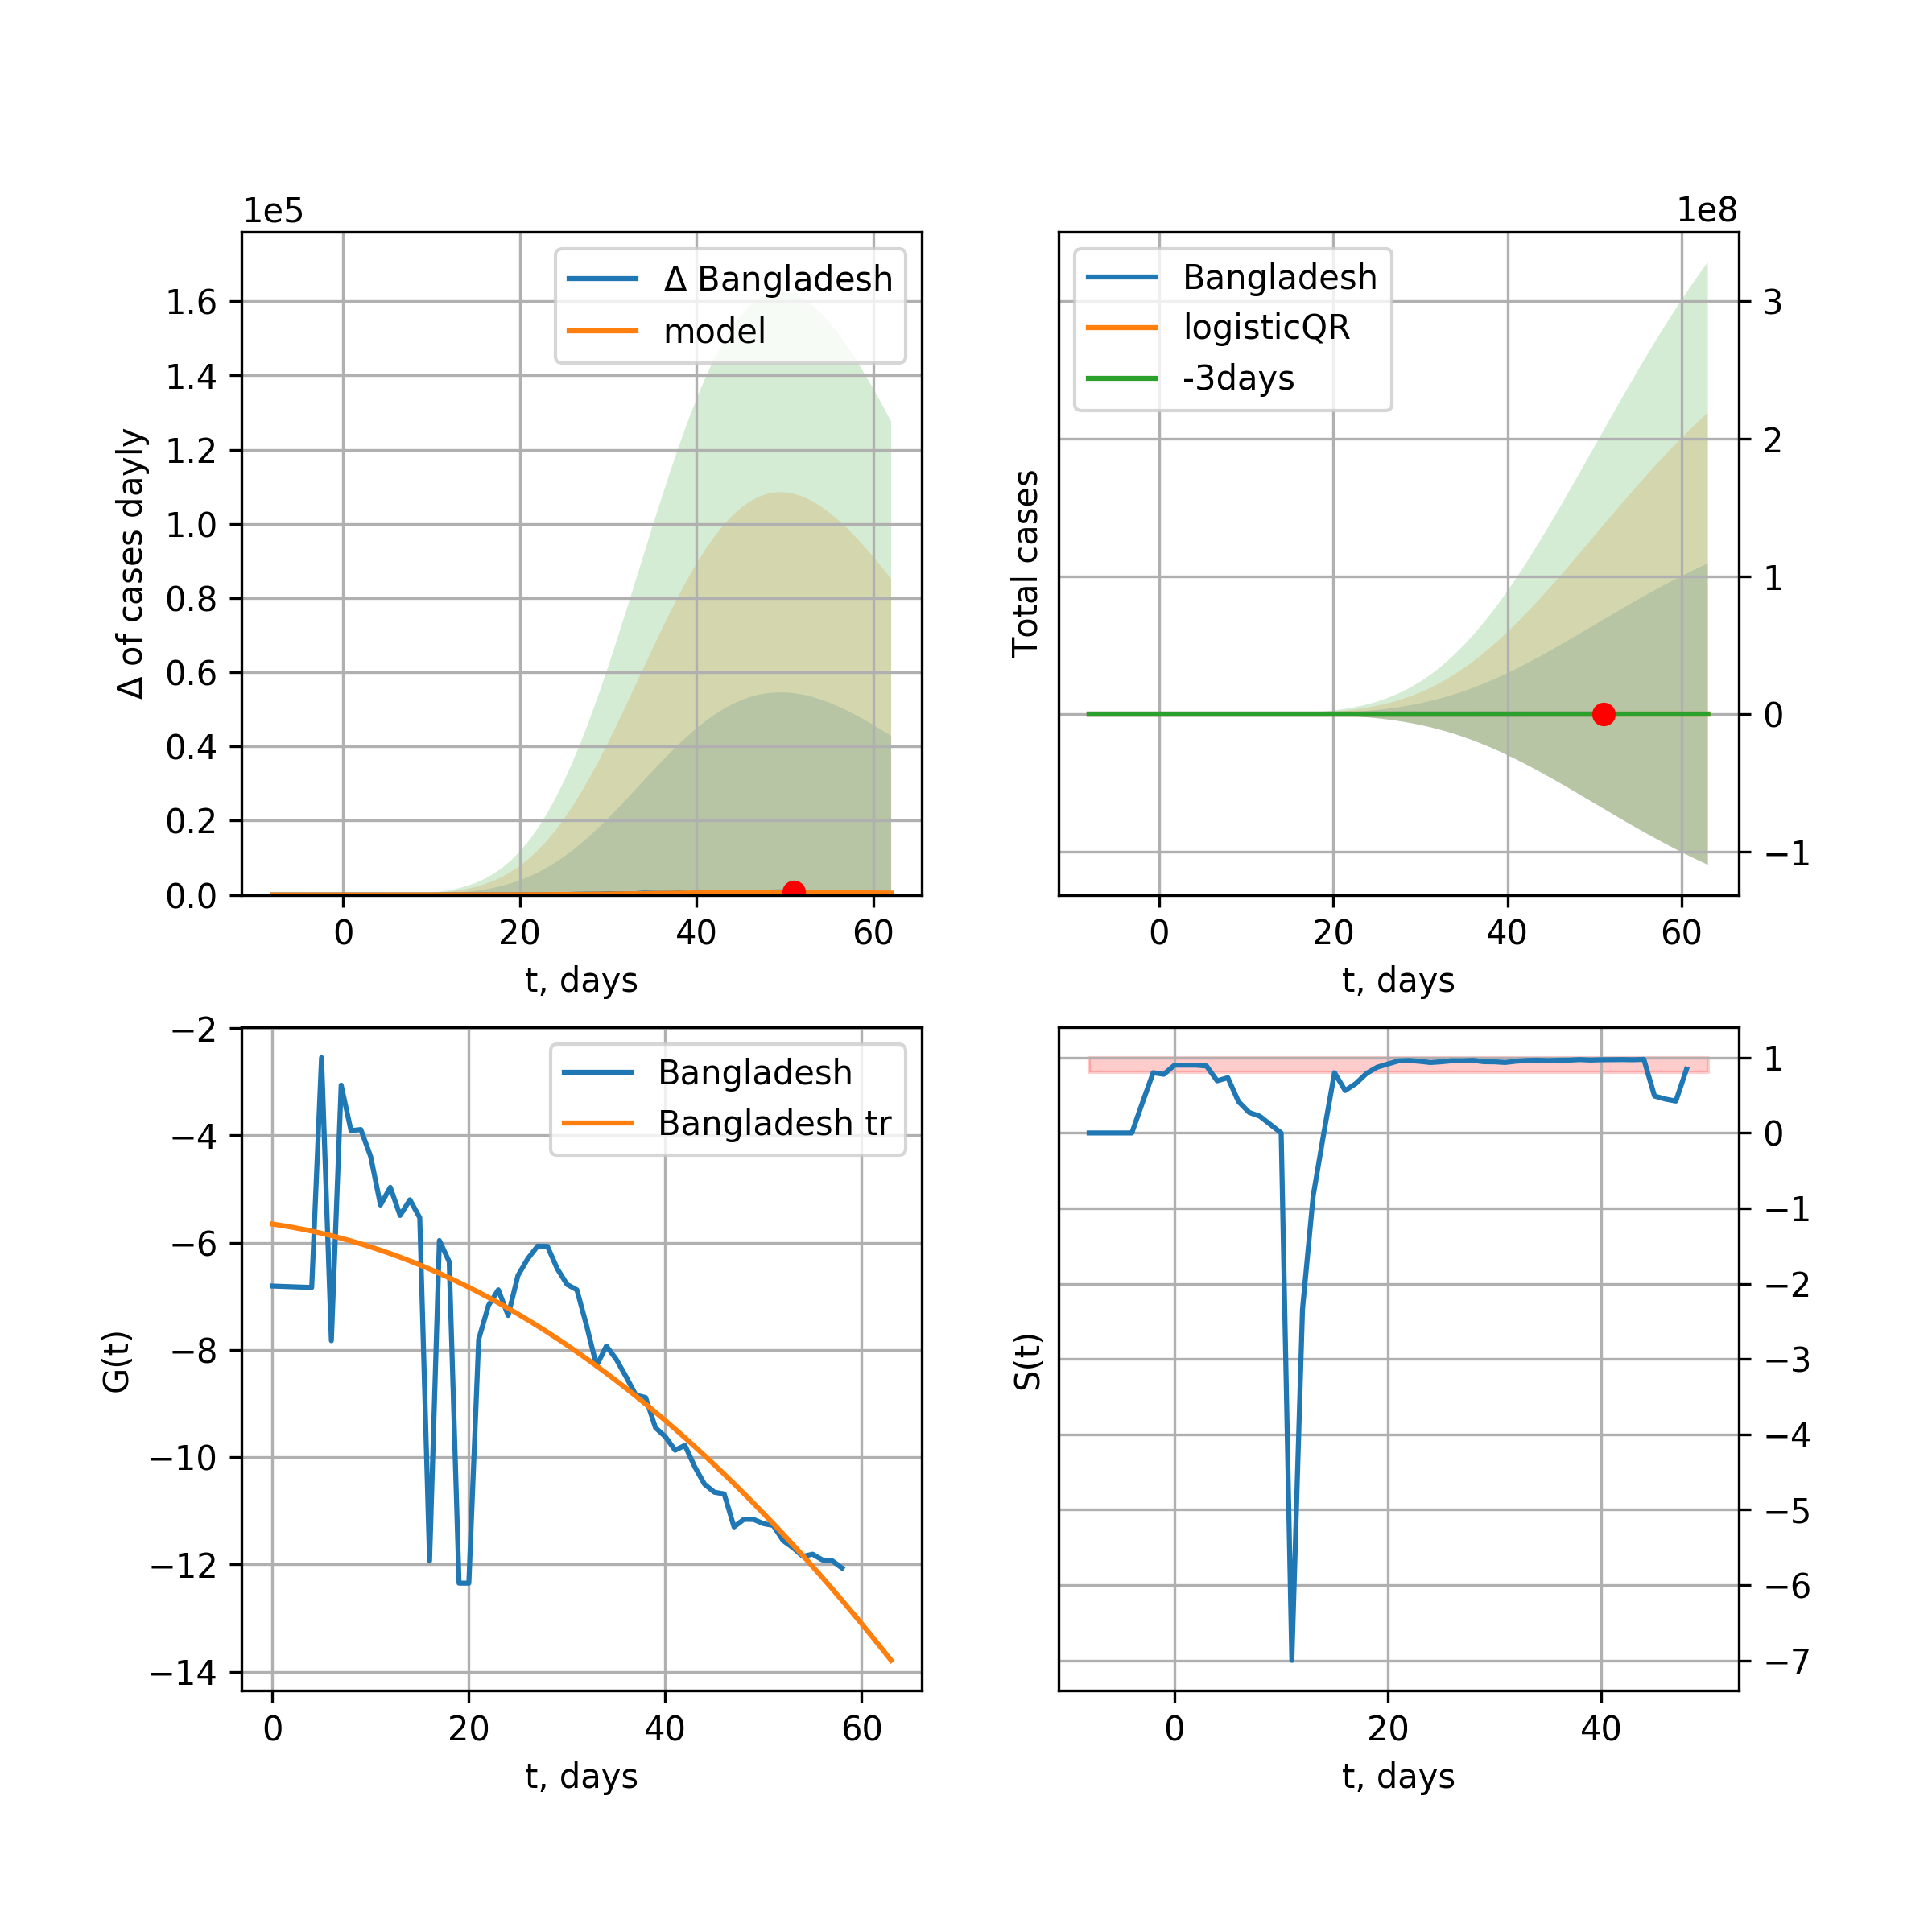 1e5
Δ Bangladesh
model
Δ of cases dayly
1.6
1.4
1.2
1.0
0.8
0.6
0.4
0.2
0.0
0 20 40 60
t, days
1e8
Bangladesh
logisticQR
-3days
Total cases
3
2
1
0
−1
0 20 40 60
t, days
Bangladesh
Bangladesh tr
G(t)
−2
−4
−6
−8
−10
−12
−14
0 20 40 60
t, days
S(t)
1
0
−1
−2
−3
−4
−5
−6
−7
0 20 40
t, days